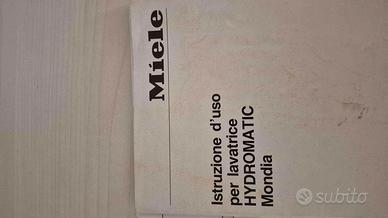 Miele
Istruzione d'uso
per lavatrice
HYDROMATIC
Mondia
subito